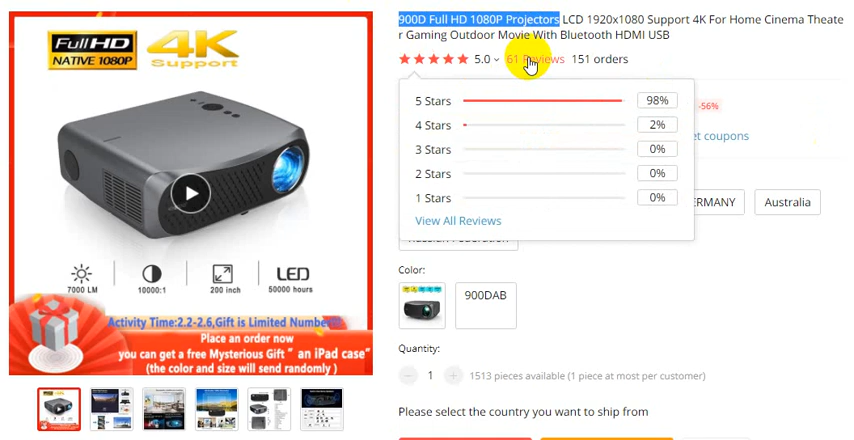 Full HD
NATIVE 1080P
4K
Support
7000 LM
10000:1
200 inch
LED
50000 hours
Activity Time:2.2-2.6,Gift is Limited Number!!!
Place an order now
you can get a free Mysterious Gift " an iPad case"
(the color and size will send randomly )
900D Full HD 1080P Projectors LCD 1920x1080 Support 4K For Home Cinema Theate
r Gaming Outdoor Movie With Bluetooth HDMI USB
5.0 61 Reviews 151 orders
5 Stars 98%
4 Stars 2%
3 Stars 0%
2 Stars 0%
1 Stars 0%
View All Reviews
-56%
et coupons
ERMANY
Australia
Russian Federation
Color:
900DAB
Quantity:
1
1513 pieces available (1 piece at most per customer)
Please select the country you want to ship from